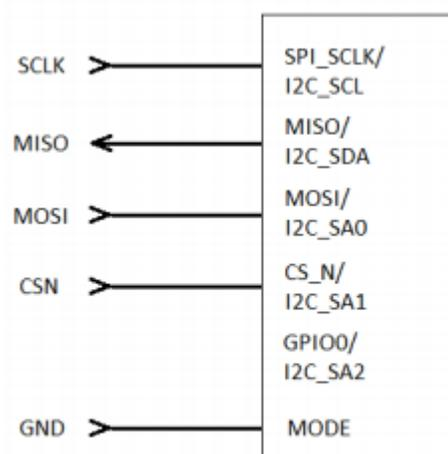 SCLK
SPI_SCLK/
I2C_SCL
MISO
MISO/
I2C_SDA
MOSI
MOSI/
I2C_SA0
CSN
CS_N/
I2C_SA1
GPIO0/
I2C_SA2
GND
MODE